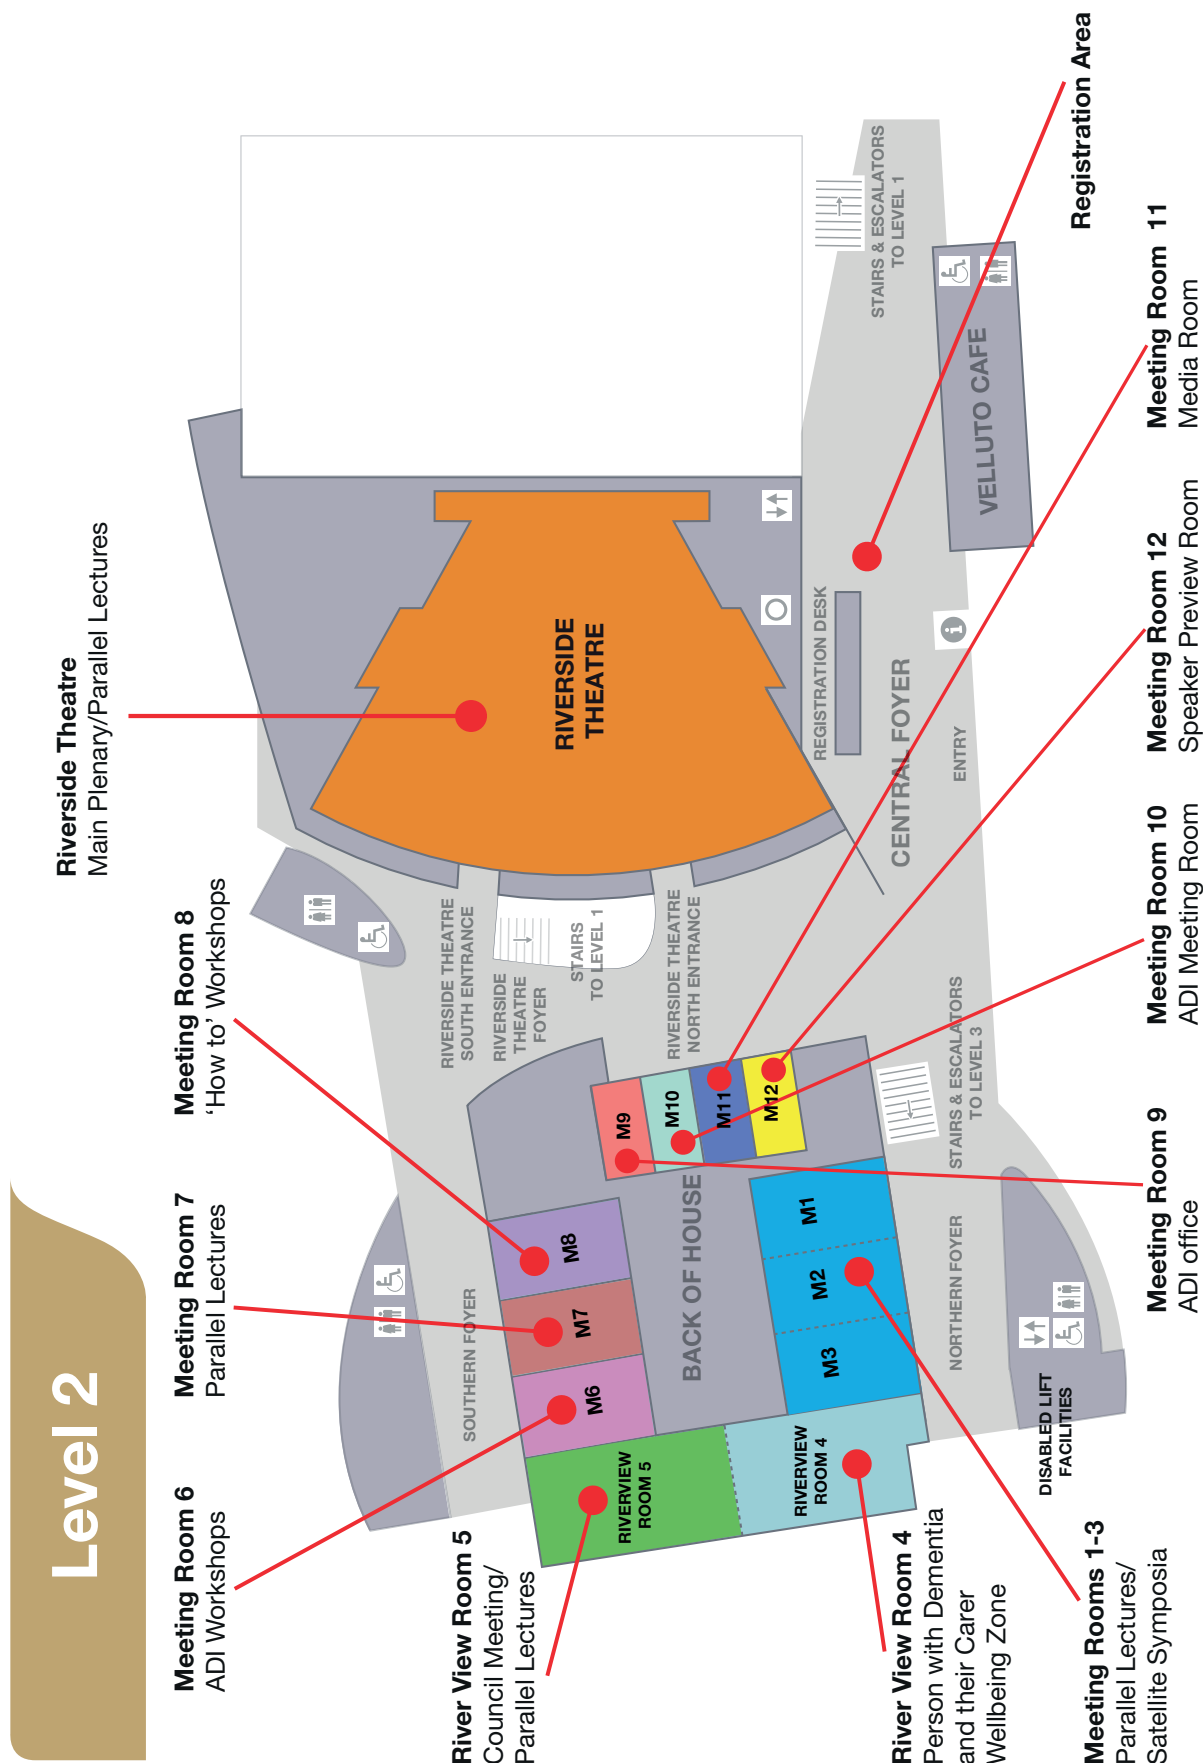 Level 2
Meeting Room 6
ADI Workshops
Meeting Room 7
Parallel Lectures
Meeting Room 8
‘How to’ Workshops
Riverside Theatre
Main Plenary/Parallel Lectures
River View Room 5
Council Meeting/
Parallel Lectures
River View Room 4
Person with Dementia
and their Carer
Wellbeing Zone
Meeting Rooms 1-3
Parallel Lectures/
Satellite Symposia
Meeting Room 9
ADI office
Meeting Room 10
ADI Meeting Room
Meeting Room 12
Speaker Preview Room
Meeting Room 11
Media Room
Registration Area
SOUTHERN FOYER
RIVERVIEW
ROOM 5
RIVERVIEW
ROOM 4
M6
M7
M8
BACK OF HOUSE
M3
M2
M1
M9
M10
M11
M12
RIVERSIDE THEATRE
SOUTH ENTRANCE
RIVERSIDE
THEATRE
FOYER
STAIRS
TO LEVEL 1
RIVERSIDE THEATRE
NORTH ENTRANCE
RIVERSIDE
THEATRE
REGISTRATION DESK
CENTRAL FOYER
ENTRY
i
STAIRS & ESCALATORS
TO LEVEL 1
VELLUTO CAFE
STAIRS & ESCALATORS
TO LEVEL 3
NORTHERN FOYER
DISABLED LIFT
FACILITIES